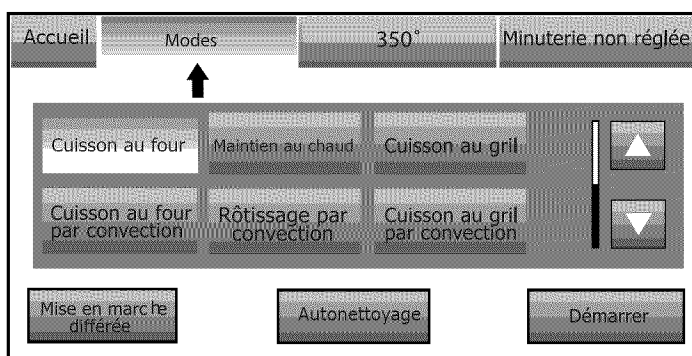 Accueil Modes 350° Minuterie non réglée
Cuisson au four Maintien au chaud Cuisson au gril
Cuisson au four Rôtissage par Cuisson au gril
par convection convection par convection
Mise en marche Autonettoyage Démarrer
différée